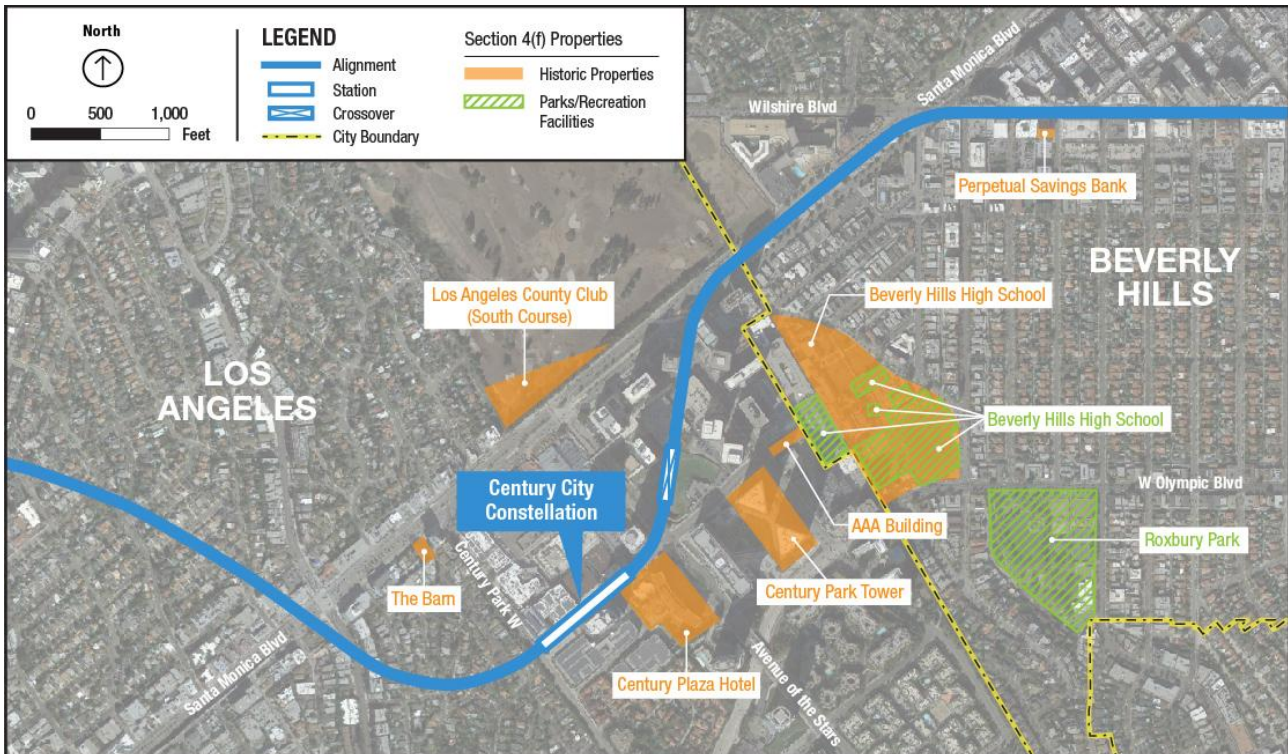 North
0 500 1,000
Feet
LEGEND
Alignment
Station
Crossover
City Boundary
Section 4(f) Properties
Historic Properties
Parks/Recreation
Facilities
Santa Monica Blvd
Wilshire Blvd
Perpetual Savings Bank
BEVERLY
HILLS
Beverly Hills High School
Los Angeles County Club
(South Course)
LOS
ANGELES
Beverly Hills High School
W Olympic Blvd
Century City
Constellation
AAA Building
Roxbury Park
Century Park W
The Barn
Century Park Tower
Santa Monica Blvd
Century Plaza Hotel
Avenue of the Stars